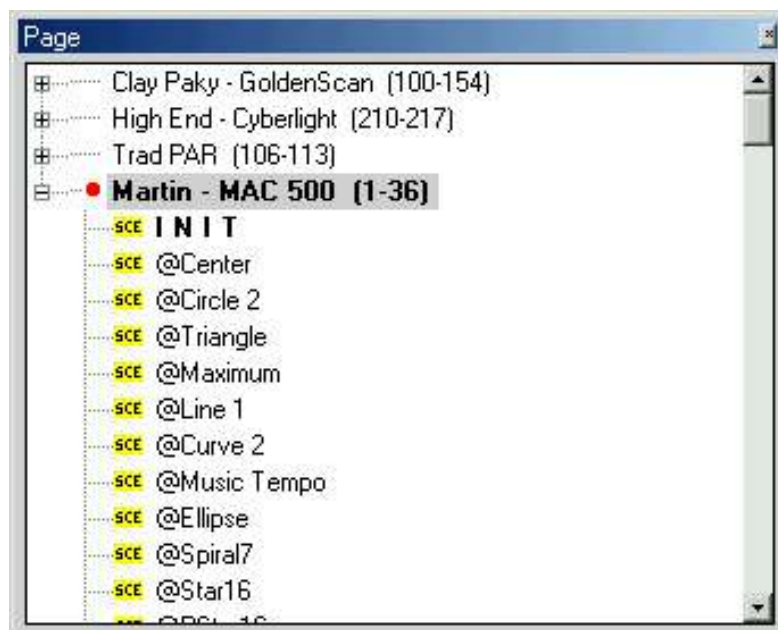 Page
Clay Paky - GoldenScan (100-154)
High End - Cyberlight (210-217)
Trad PAR (106-113)
Martin - MAC 500 (1-36)
SCE I N I T
SCE @Center
SCE @Circle 2
SCE @Triangle
SCE @Maximum
SCE @Line 1
SCE @Curve 2
SCE @Music Tempo
SCE @Ellipse
SCE @Spiral7
SCE @Star16